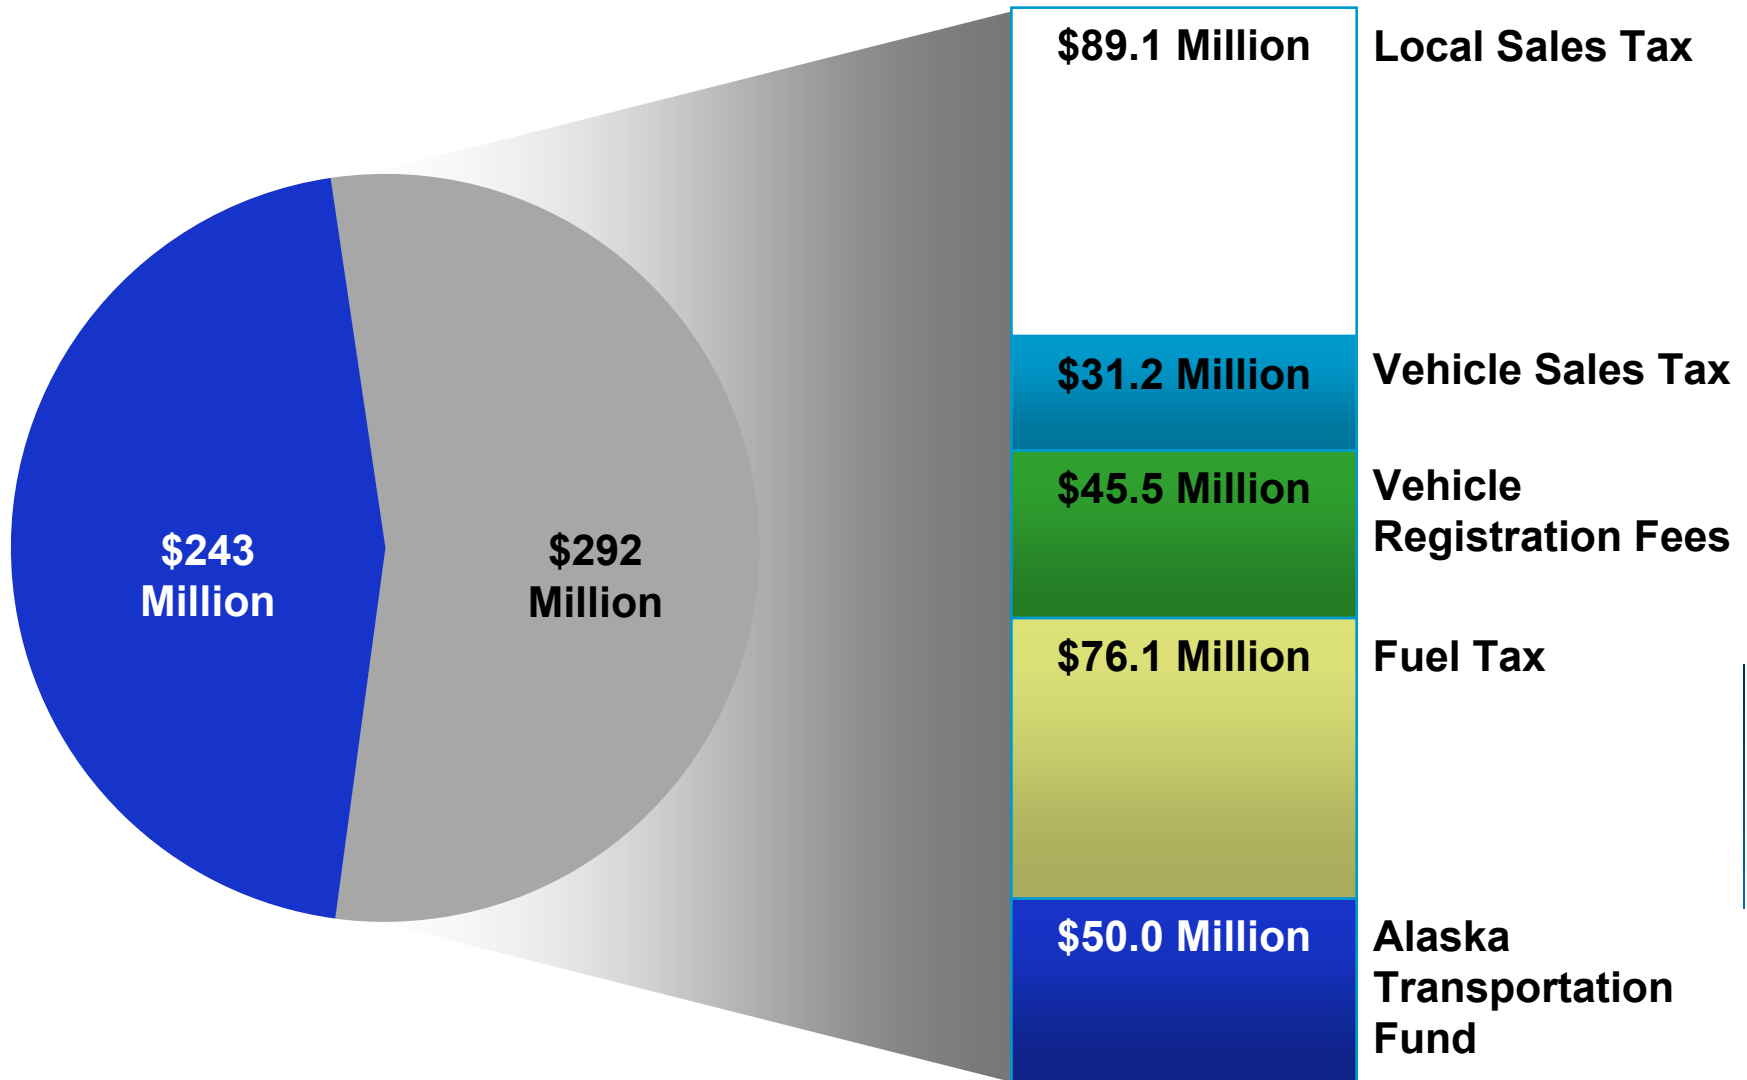 $89.1 Million
Local Sales Tax
$31.2 Million
Vehicle Sales Tax
$45.5 Million
Vehicle
Registration Fees
$243
Million
$292
Million
$76.1 Million
Fuel Tax
$50.0 Million
Alaska
Transportation
Fund